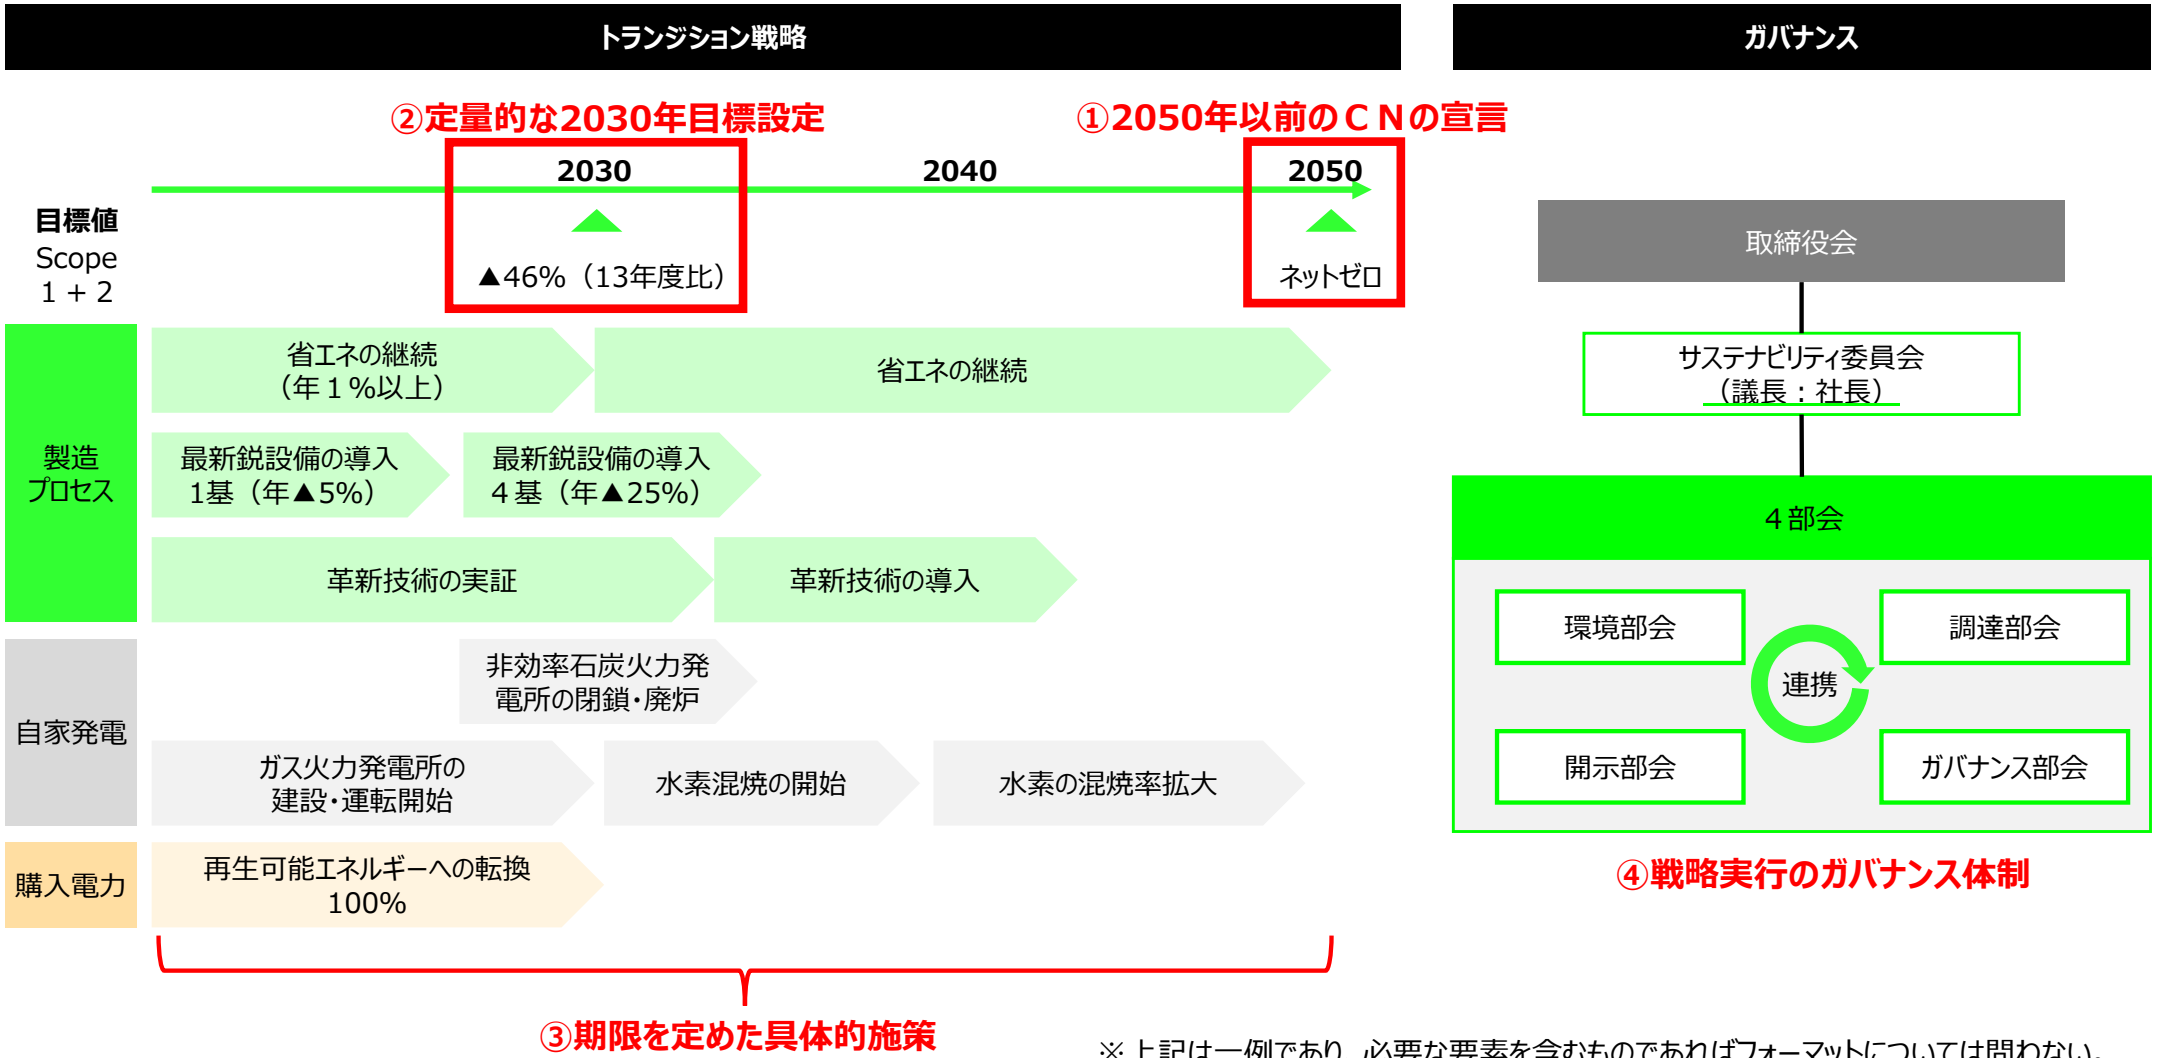 トランジション戦略
ガバナンス
②定量的な2030年目標設定
①2050年以前のＣＮの宣言
2030
2040
2050
目標値
Scope
1 + 2
▲46%（13年度比）
ネットゼロ
製造
プロセス
省エネの継続
（年１%以上）
省エネの継続
最新鋭設備の導入
1基（年▲5%）
最新鋭設備の導入
４基（年▲25%）
革新技術の実証
革新技術の導入
自家発電
非効率石炭火力発
電所の閉鎖・廃炉
ガス火力発電所の
建設・運転開始
水素混焼の開始
水素の混焼率拡大
購入電力
再生可能エネルギーへの転換
100%
③期限を定めた具体的施策
取締役会
サステナビリティ委員会
（議長：社長）
４部会
環境部会
調達部会
連携
開示部会
ガバナンス部会
④戦略実行のガバナンス体制
※上記は一例であり、必要な要素を含むものであればフォーマットについては問わない。